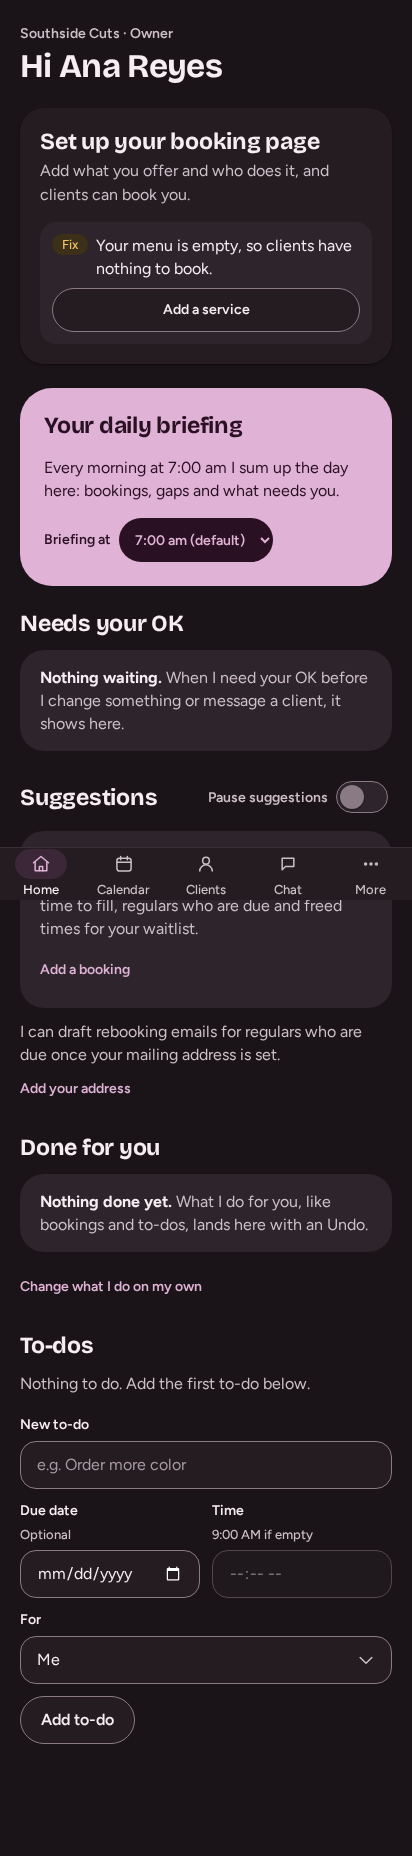 Southside Cuts · Owner
Hi Ana Reyes
Set up your booking page
Add what you offer and who does it, and
clients can book you.
Fix
Your menu is empty, so clients have
nothing to book.
Add a service
Your daily briefing
Every morning at 7:00 am I sum up the day
here: bookings, gaps and what needs you.
Briefing at
7:00 am (default)
Needs your OK
Nothing waiting. When I need your OK before
I change something or message a client, it
shows here.
Suggestions
Pause suggestions
Home
Calendar
Clients
Chat
More
time to fill, regulars who are due and freed
times for your waitlist.
Add a booking
I can draft rebooking emails for regulars who are
due once your mailing address is set.
Add your address
Done for you
Nothing done yet. What I do for you, like
bookings and to-dos, lands here with an Undo.
Change what I do on my own
To-dos
Nothing to do. Add the first to-do below.
New to-do
e.g. Order more color
Due date
Time
Optional
9:00 AM if empty
mm/dd/yyyy
--:-- --
For
Me
Add to-do